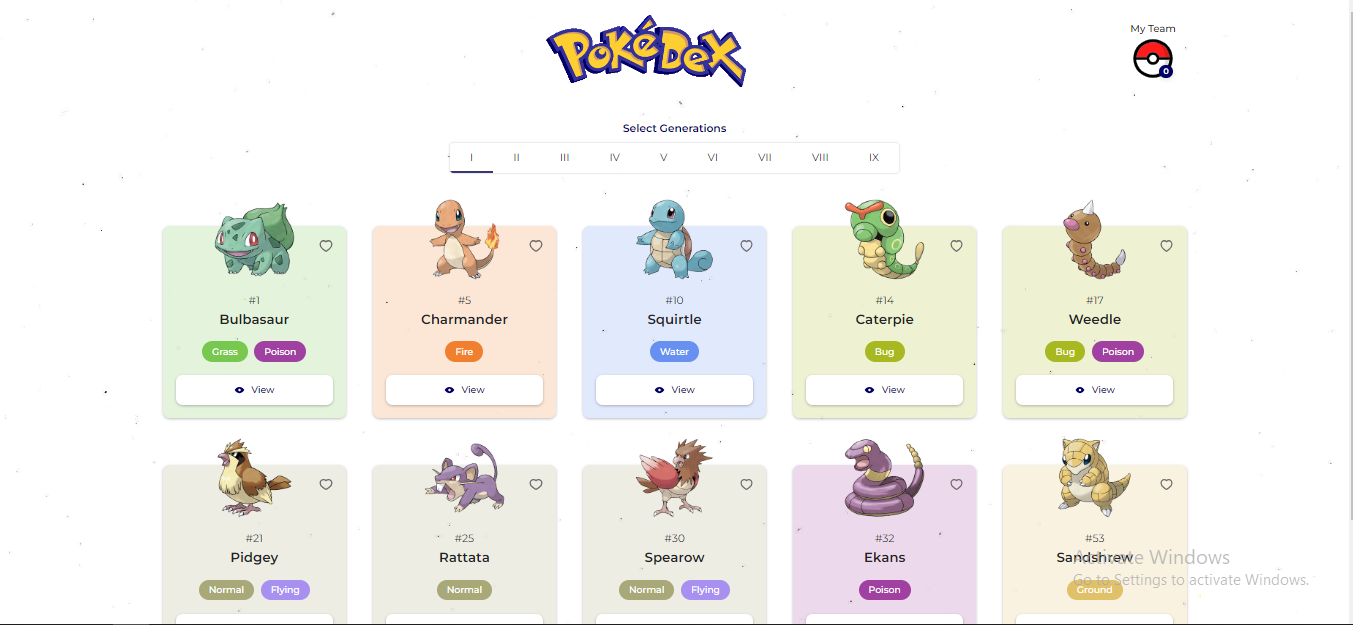 PokéDex
My Team
0
Select Generations
I II III IV V VI VII VIII IX
#1 #5 #10 #14 #17
Bulbasaur Charmander Squirtle Caterpie Weedle
Grass Poison Fire Water Bug Bug Poison
View View View View View
#21 #25 #30 #32 #53
Pidgey Rattata Spearow Ekans Sandshrew
Normal Flying Normal Normal Flying Poison Ground
Activate Windows
Go to Settings to activate Windows.